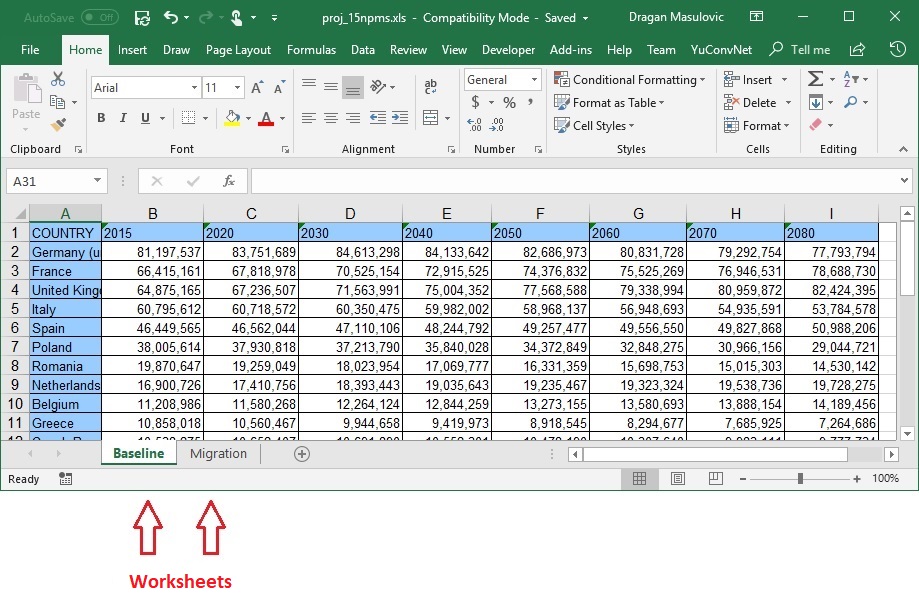 AutoSave Off proj_15npms.xls - Compatibility Mode - Saved Dragan Masulovic
File Home Insert Draw Page Layout Formulas Data Review View Developer Add-ins Help Team YuConvNet Tell me
Paste
Arial 11
B I U A
General
$ % ,
Conditional Formatting
Format as Table
Cell Styles
Insert
Delete
Format
Clipboard Font Alignment Number Styles Cells Editing
A31 fx
A B C D E F G H I
1 COUNTRY 2015 2020 2030 2040 2050 2060 2070 2080
2 Germany (u 81,197,537 83,751,689 84,613,298 84,133,642 82,686,973 80,831,728 79,292,754 77,793,794
3 France 66,415,161 67,818,978 70,525,154 72,915,525 74,376,832 75,525,269 76,946,531 78,688,730
4 United Kingd 64,875,165 67,236,507 71,563,991 75,004,352 77,568,588 79,338,994 80,959,872 82,424,395
5 Italy 60,795,612 60,718,572 60,350,475 59,982,002 58,968,137 56,948,693 54,935,591 53,784,578
6 Spain 46,449,565 46,562,044 47,110,106 48,244,792 49,257,477 49,556,550 49,827,868 50,988,206
7 Poland 38,005,614 37,930,818 37,213,790 35,840,028 34,372,849 32,848,275 30,966,156 29,044,721
8 Romania 19,870,647 19,259,049 18,023,954 17,069,777 16,331,359 15,698,753 15,015,303 14,530,142
9 Netherlands 16,900,726 17,410,756 18,393,443 19,035,643 19,235,467 19,323,324 19,538,736 19,728,275
10 Belgium 11,208,986 11,580,268 12,264,124 12,844,259 13,273,155 13,580,693 13,888,154 14,189,456
11 Greece 10,858,018 10,560,467 9,944,658 9,419,973 8,918,545 8,294,677 7,685,925 7,264,686
Baseline Migration
Ready 100%
Worksheets